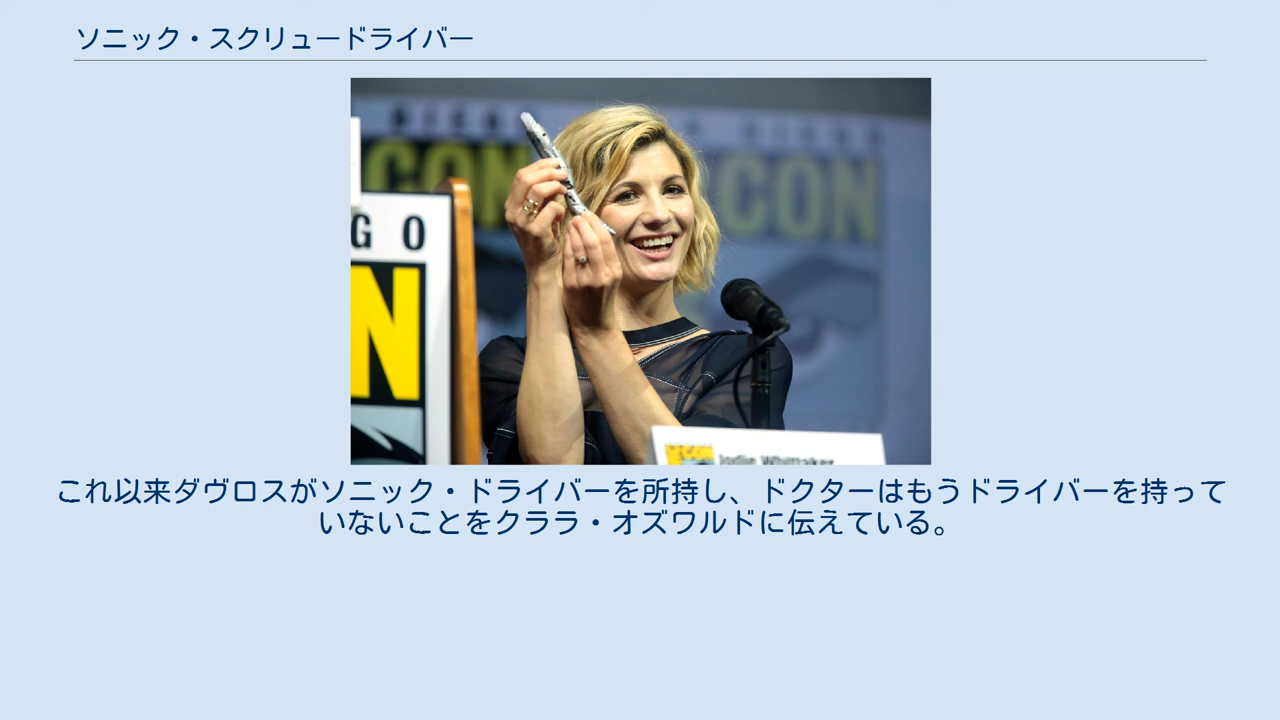 ソニック・スクリュードライバー
CON
CON
G O
N
これ以来ダヴロスがソニック・ドライバーを所持し、ドクターはもうドライバーを持って
いないことをクララ・オズワルドに伝えている。